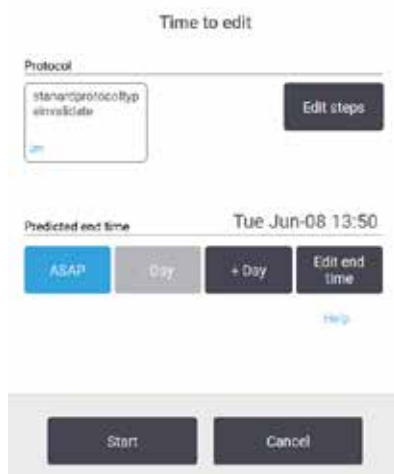 Time to edit
Protocol
stanardprotocoltyp
einvalidate
Edit steps
Predicted end time
Tue Jun-08 13:50
ASAP
Day
+ Day
Edit end
time
Help
Start
Cancel